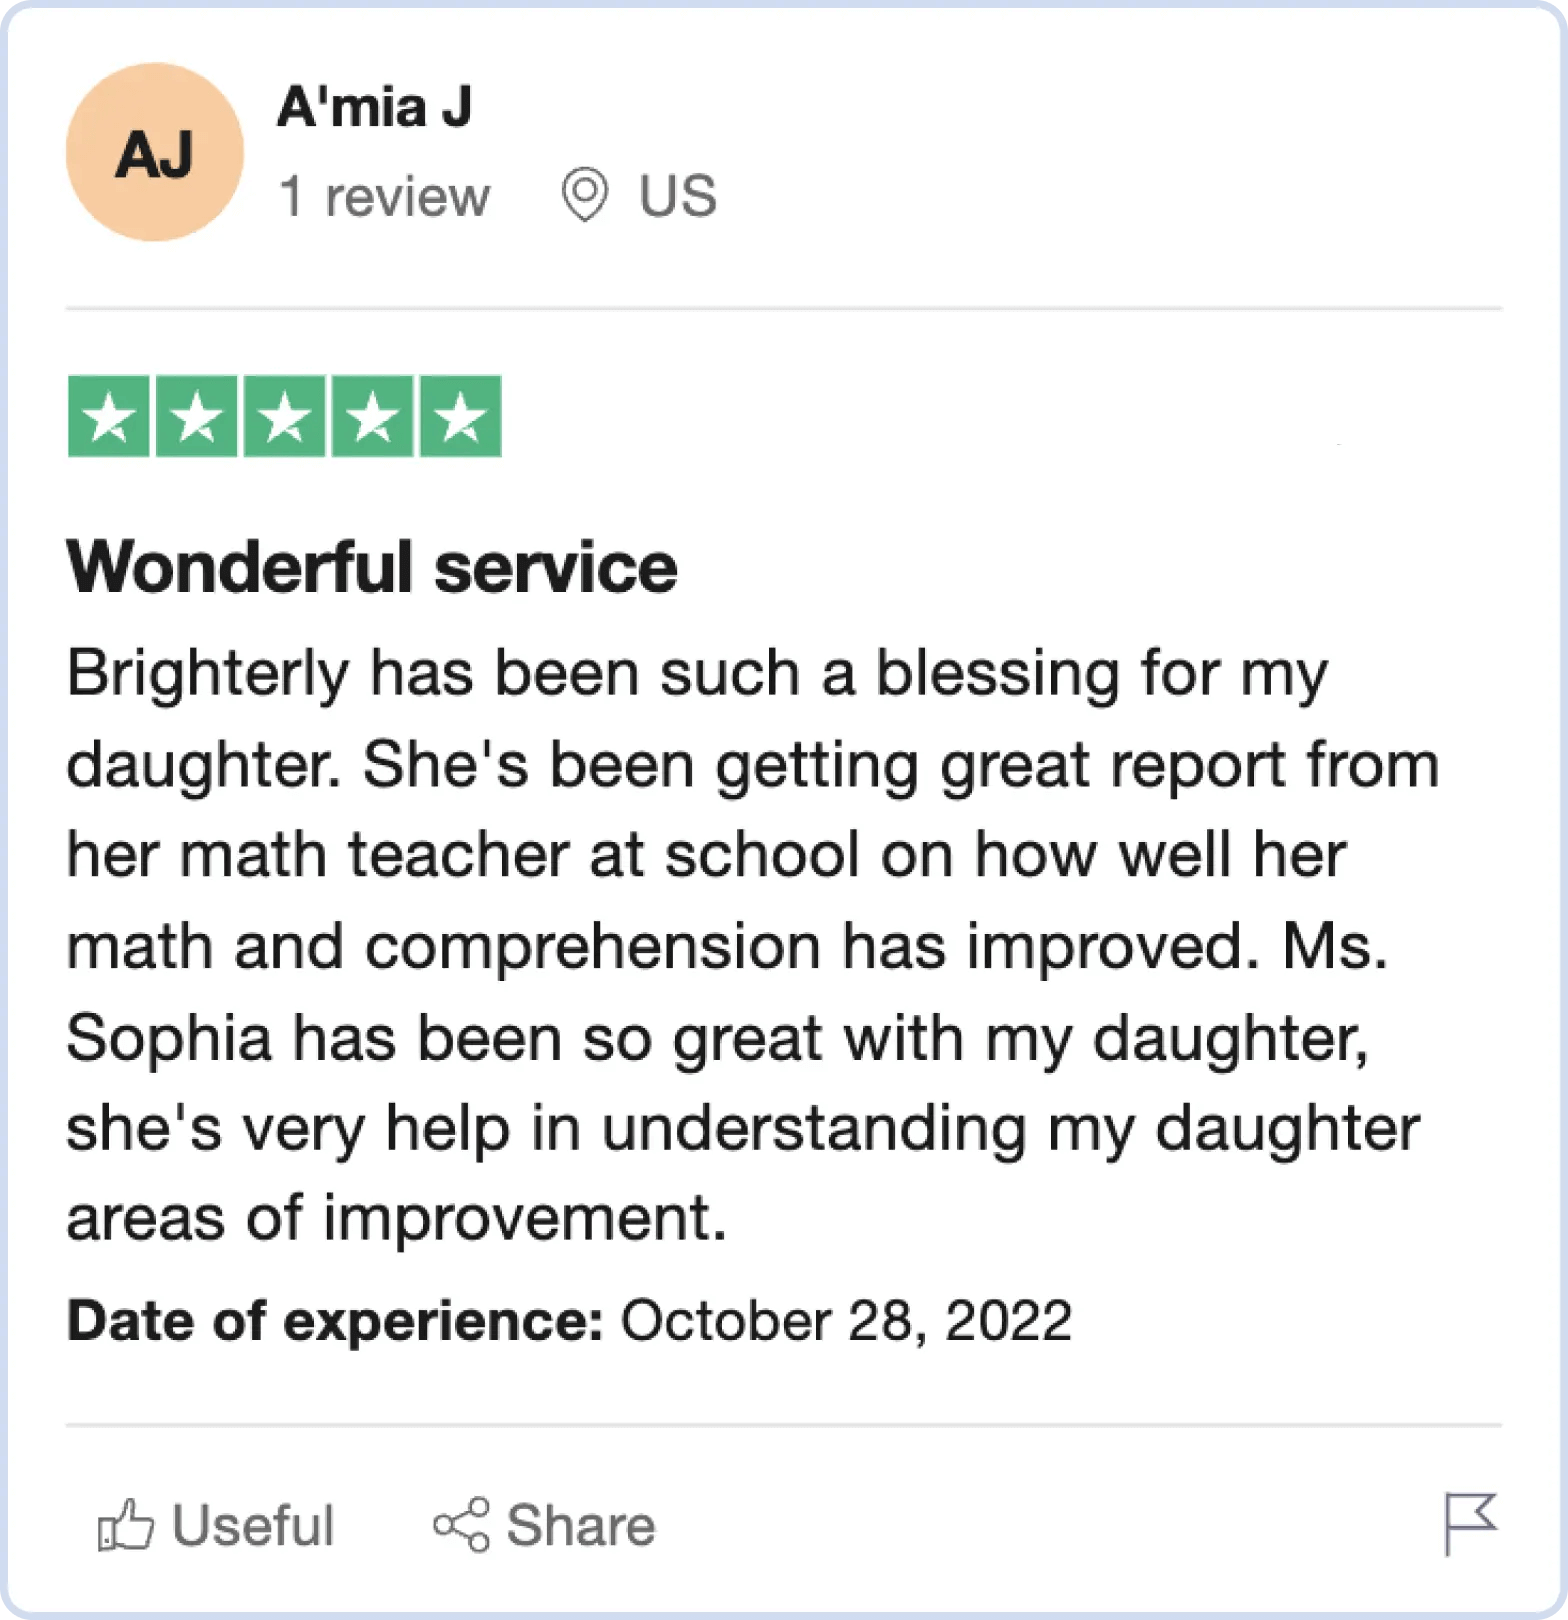 AJ
A'mia J
1 review US
Wonderful service
Brighterly has been such a blessing for my
daughter. She's been getting great report from
her math teacher at school on how well her
math and comprehension has improved. Ms.
Sophia has been so great with my daughter,
she's very help in understanding my daughter
areas of improvement.
Date of experience: October 28, 2022
Useful Share